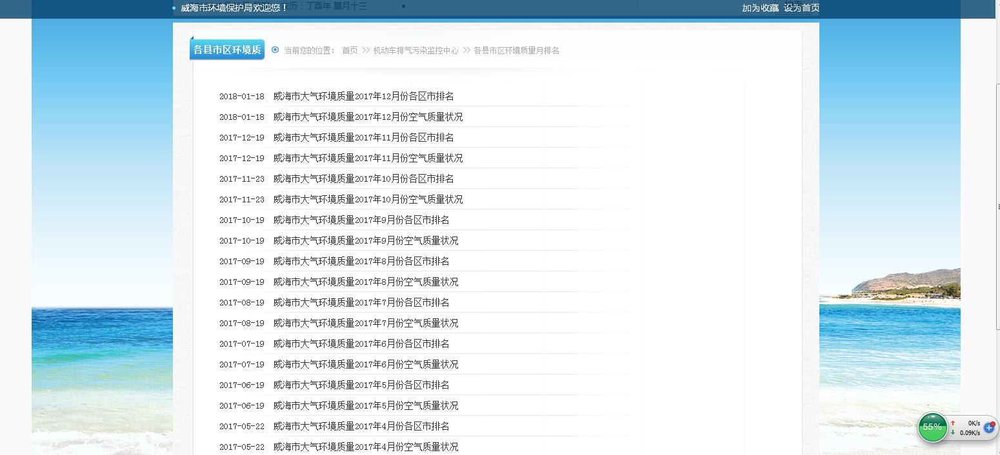 威海市环境保护局欢迎您！
农历：丁酉年 腊月十三
加为收藏 设为首页
各县市区环境质
当前您的位置： 首页 >> 机动车排气污染监控中心 >> 各县市区环境质量月排名
2018-01-18 威海市大气环境质量2017年12月份各区市排名
2018-01-18 威海市大气环境质量2017年12月份空气质量状况
2017-12-19 威海市大气环境质量2017年11月份各区市排名
2017-12-19 威海市大气环境质量2017年11月份空气质量状况
2017-11-23 威海市大气环境质量2017年10月份各区市排名
2017-11-23 威海市大气环境质量2017年10月份空气质量状况
2017-10-19 威海市大气环境质量2017年9月份各区市排名
2017-10-19 威海市大气环境质量2017年9月份空气质量状况
2017-09-19 威海市大气环境质量2017年8月份各区市排名
2017-09-19 威海市大气环境质量2017年8月份空气质量状况
2017-08-19 威海市大气环境质量2017年7月份各区市排名
2017-08-19 威海市大气环境质量2017年7月份空气质量状况
2017-07-19 威海市大气环境质量2017年6月份各区市排名
2017-07-19 威海市大气环境质量2017年6月份空气质量状况
2017-06-19 威海市大气环境质量2017年5月份各区市排名
2017-06-19 威海市大气环境质量2017年5月份空气质量状况
2017-05-22 威海市大气环境质量2017年4月份各区市排名
2017-05-22 威海市大气环境质量2017年4月份空气质量状况
55%
0K/s
0.09K/s